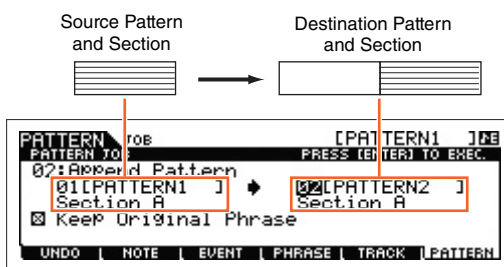 Source Pattern
and Section
Destination Pattern
and Section
PATTERN JOB [PATTERN1 ]
PATTERN JOB PRESS [ENTER] TO EXEC.
02:Append Pattern
01[PATTERN1 ] 02[PATTERN2 ]
Section A Section A
Keep Original Phrase
UNDO NOTE EVENT PHRASE TRACK PATTERN